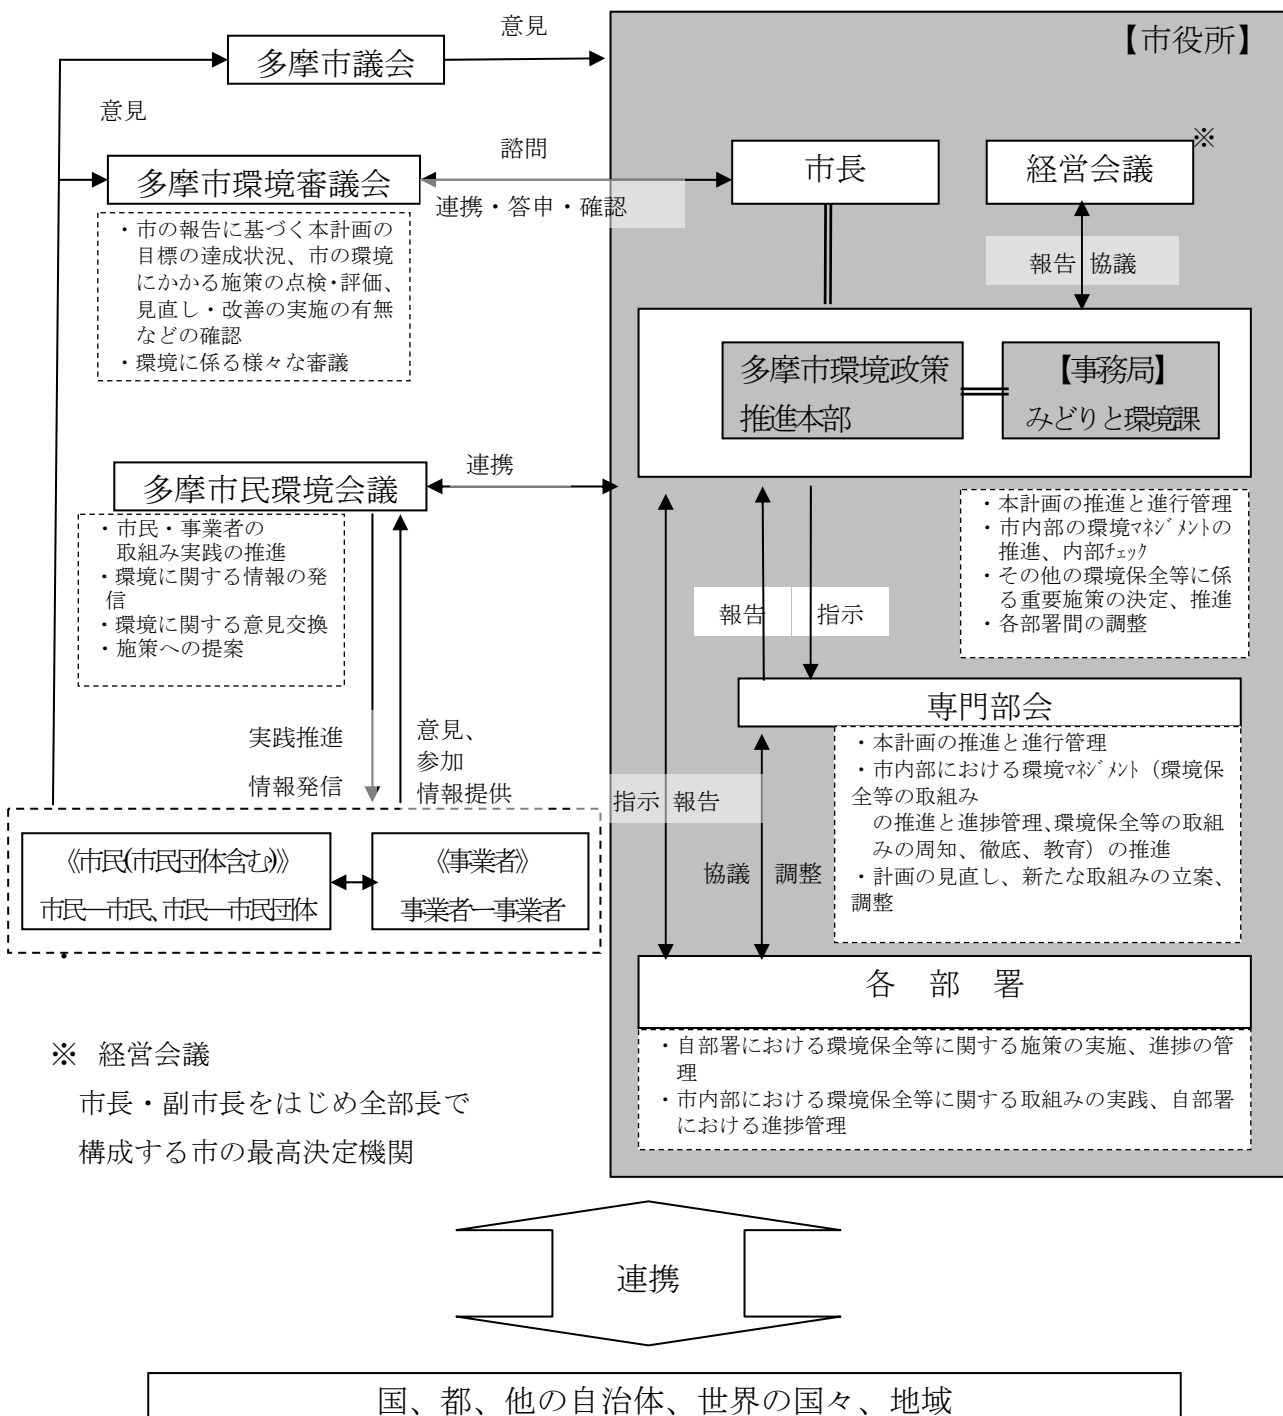 意見
【市役所】
多摩市議会
意見
※
諮問
市長
経営会議
多摩市環境審議会
連携・答申・確認
・市の報告に基づく本計画の
目標の達成状況、市の環境
にかかる施策の点検・評価、
見直し・改善の実施の有無
などの確認
・環境に係る様々な審議
報告
協議
多摩市環境政策
推進本部
【事務局】
みどりと環境課
連携
多摩市民環境会議
・市民・事業者の
取組み実践の推進
・環境に関する情報の発
信
・環境に関する意見交換
・施策への提案
・本計画の推進と進行管理
・市内部の環境ﾏﾈｼﾞﾒﾝﾄの
推進、内部ﾁｪｯｸ
・その他の環境保全等に係
る重要施策の決定、推進
・各部署間の調整
報告
指示
専門部会
・本計画の推進と進行管理
・市内部における環境ﾏﾈｼﾞﾒﾝﾄ（環境保
全等の取組み
の推進と進捗管理、環境保全等の取組
みの周知、徹底、教育）の推進
・計画の見直し、新たな取組みの立案、
調整
実践推進
情報発信
意見、
参加
情報提供
指示
報告
協議
調整
《市民(市民団体含む)》
市民―市民、市民―市民団体
《事業者》
事業者―事業者
各　部　署
・自部署における環境保全等に関する施策の実施、進捗の管
理
・市内部における環境保全等に関する取組みの実践、自部署
における進捗管理
※　経営会議
市長・副市長をはじめ全部長で
構成する市の最高決定機関
連携
国、都、他の自治体、世界の国々、地域